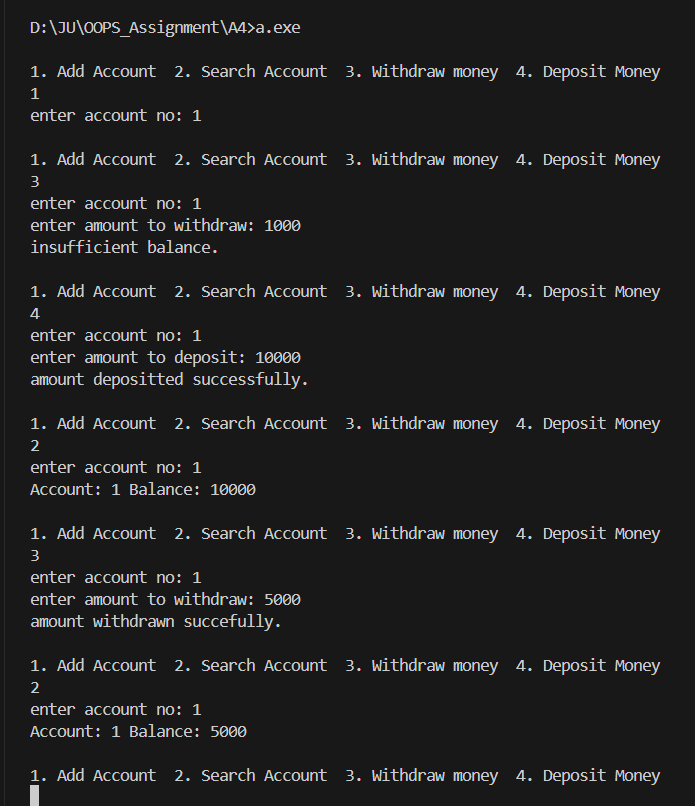 D:\JU\OOPS_Assignment\A4>a.exe
1. Add Account  2. Search Account  3. Withdraw money  4. Deposit Money
1
enter account no: 1
1. Add Account  2. Search Account  3. Withdraw money  4. Deposit Money
3
enter account no: 1
enter amount to withdraw: 1000
insufficient balance.
1. Add Account  2. Search Account  3. Withdraw money  4. Deposit Money
4
enter account no: 1
enter amount to deposit: 10000
amount depositted successfully.
1. Add Account  2. Search Account  3. Withdraw money  4. Deposit Money
2
enter account no: 1
Account: 1 Balance: 10000
1. Add Account  2. Search Account  3. Withdraw money  4. Deposit Money
3
enter account no: 1
enter amount to withdraw: 5000
amount withdrawn succefully.
1. Add Account  2. Search Account  3. Withdraw money  4. Deposit Money
2
enter account no: 1
Account: 1 Balance: 5000
1. Add Account  2. Search Account  3. Withdraw money  4. Deposit Money